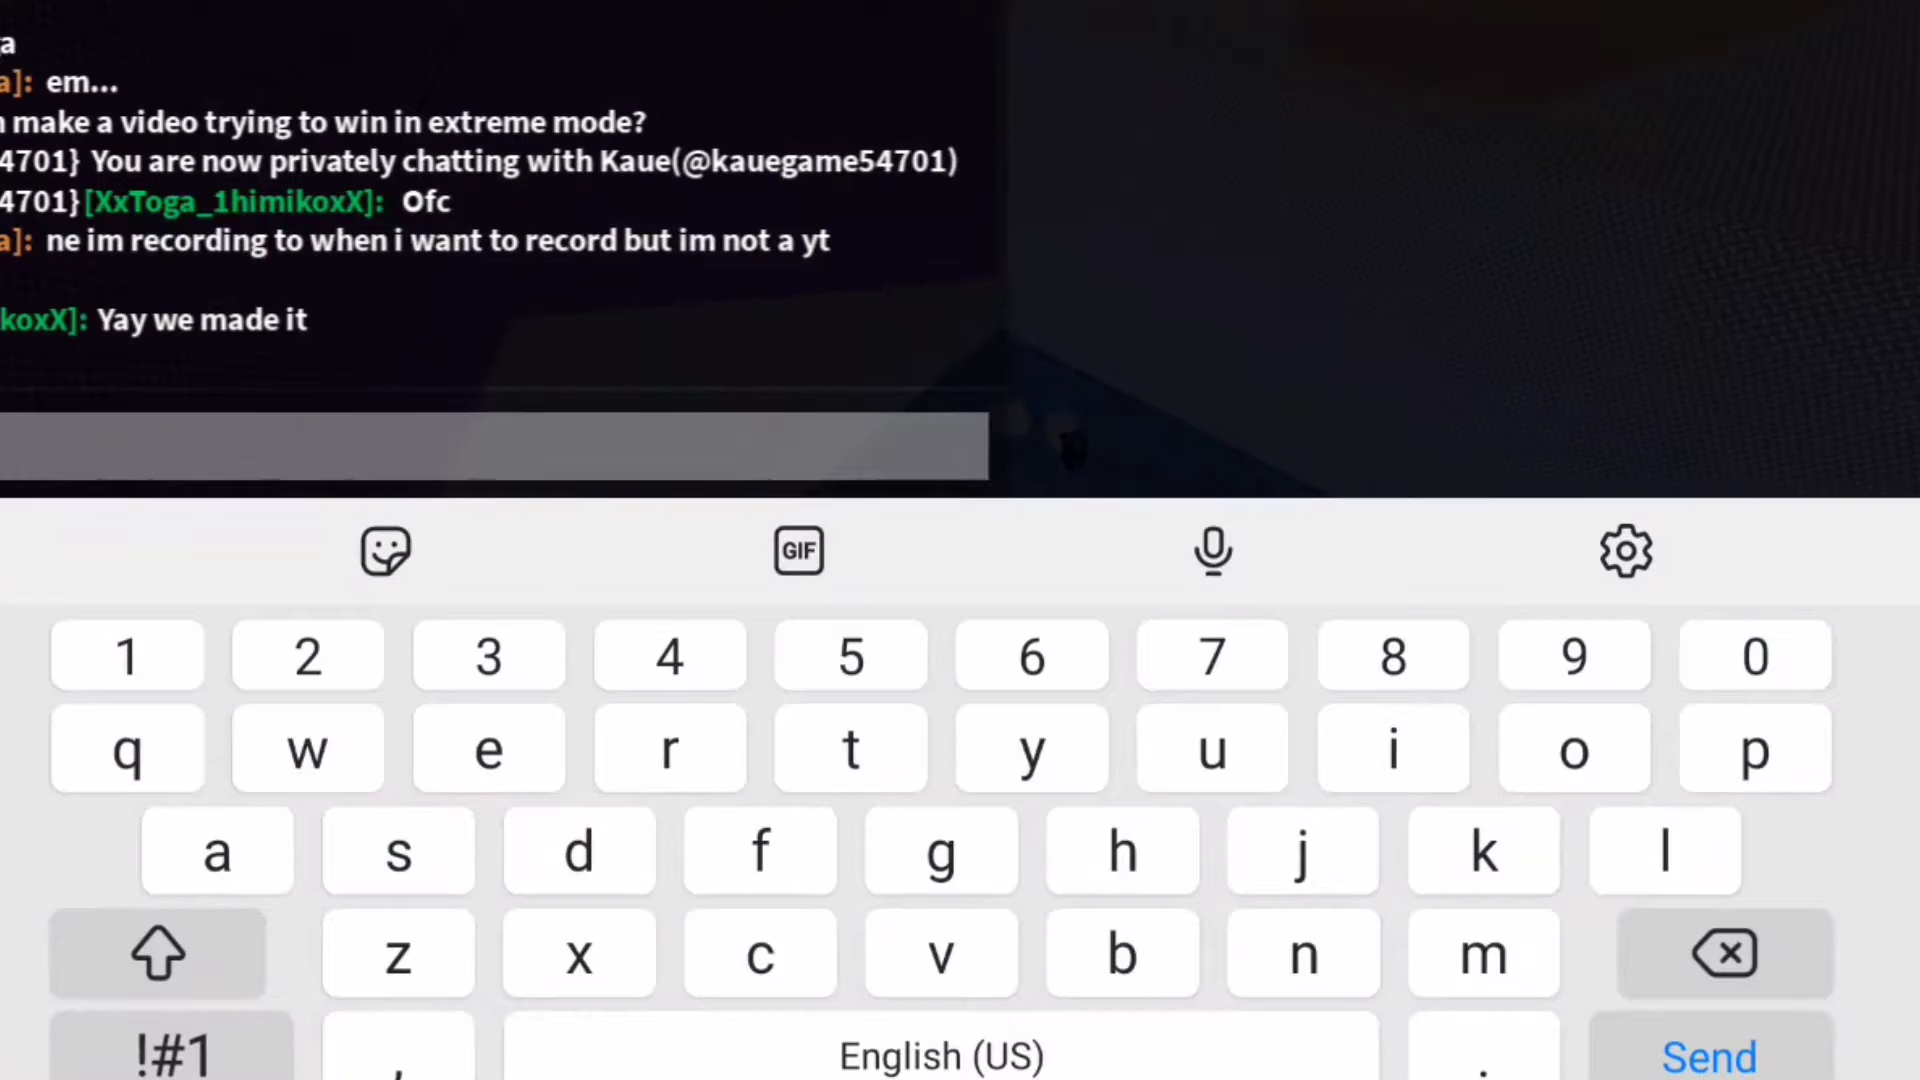 a
a]: em...
make a video trying to win in extreme mode?
4701} You are now privately chatting with Kaue(@kauegame54701)
4701}[XxToga_1himikoxX]: Ofc
a]: ne im recording to when i want to record but im not a yt
koxX]: Yay we made it
GIF
1 2 3 4 5 6 7 8 9 0
q w e r t y u i o p
a s d f g h j k l
z x c v b n m
!#1 , English (US) . Send